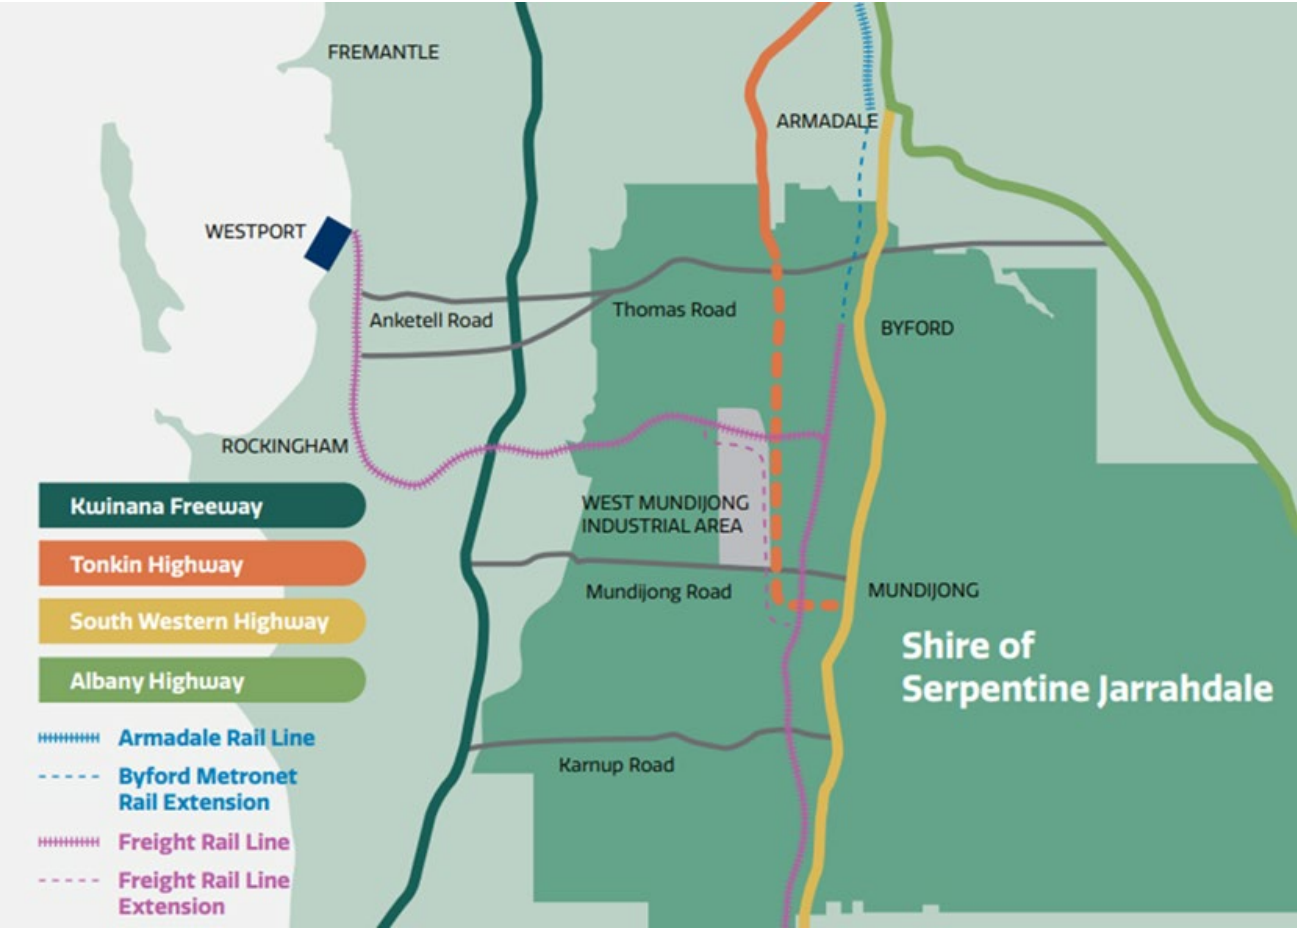 FREMANTLE
ARMADALE
WESTPORT
Anketell Road
Thomas Road
BYFORD
ROCKINGHAM
Kwinana Freeway
WEST MUNDIJONG
INDUSTRIAL AREA
Tonkin Highway
Mundijong Road
MUNDIJONG
South Western Highway
Shire of
Serpentine Jarrahdale
Albany Highway
Armadale Rail Line
Karnup Road
Byford Metronet
Rail Extension
Freight Rail Line
Freight Rail Line
Extension